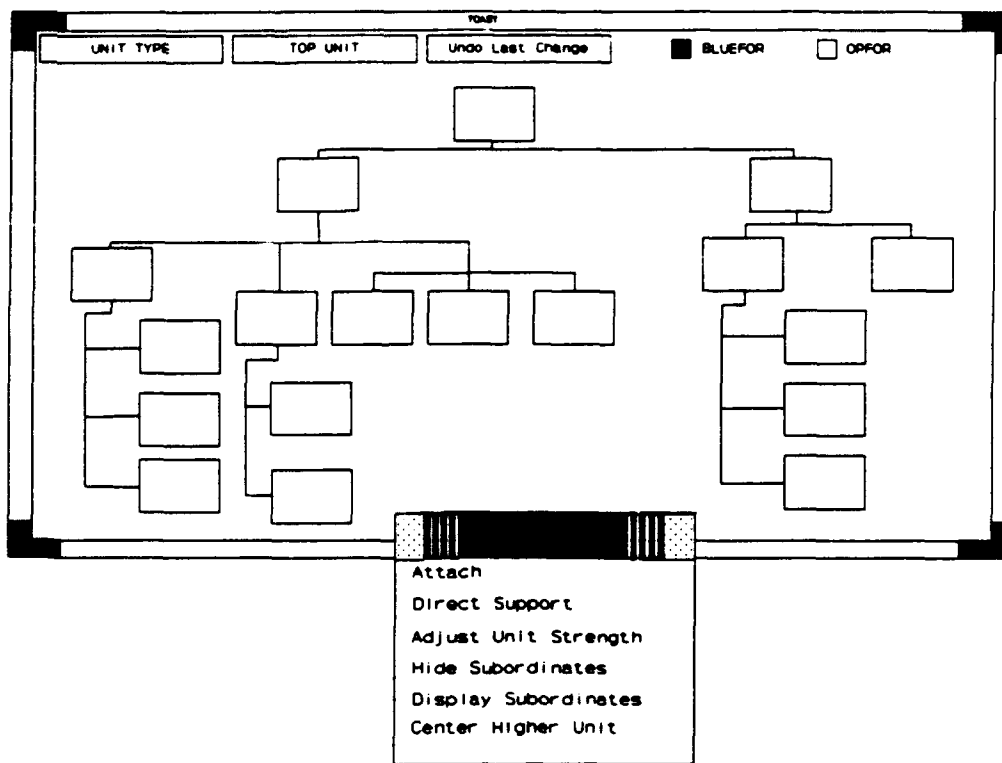 TOAST
UNIT TYPE TOP UNIT Undo Last Change BLUEFOR OPFOR
Attach
Direct Support
Adjust Unit Strength
Hide Subordinates
Display Subordinates
Center Higher Unit